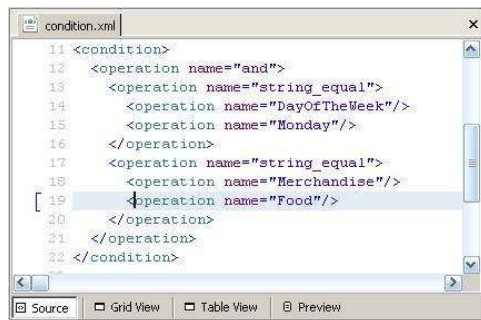 condition.xml
11 <condition>
12 <operation name="and">
13 <operation name="string_equal">
14 <operation name="DayOfTheWeek"/>
15 <operation name="Monday"/>
16 </operation>
17 <operation name="string_equal">
18 <operation name="Merchandise"/>
19 <operation name="Food"/>
20 </operation>
21 </operation>
22 </condition>
Source Grid View Table View Preview